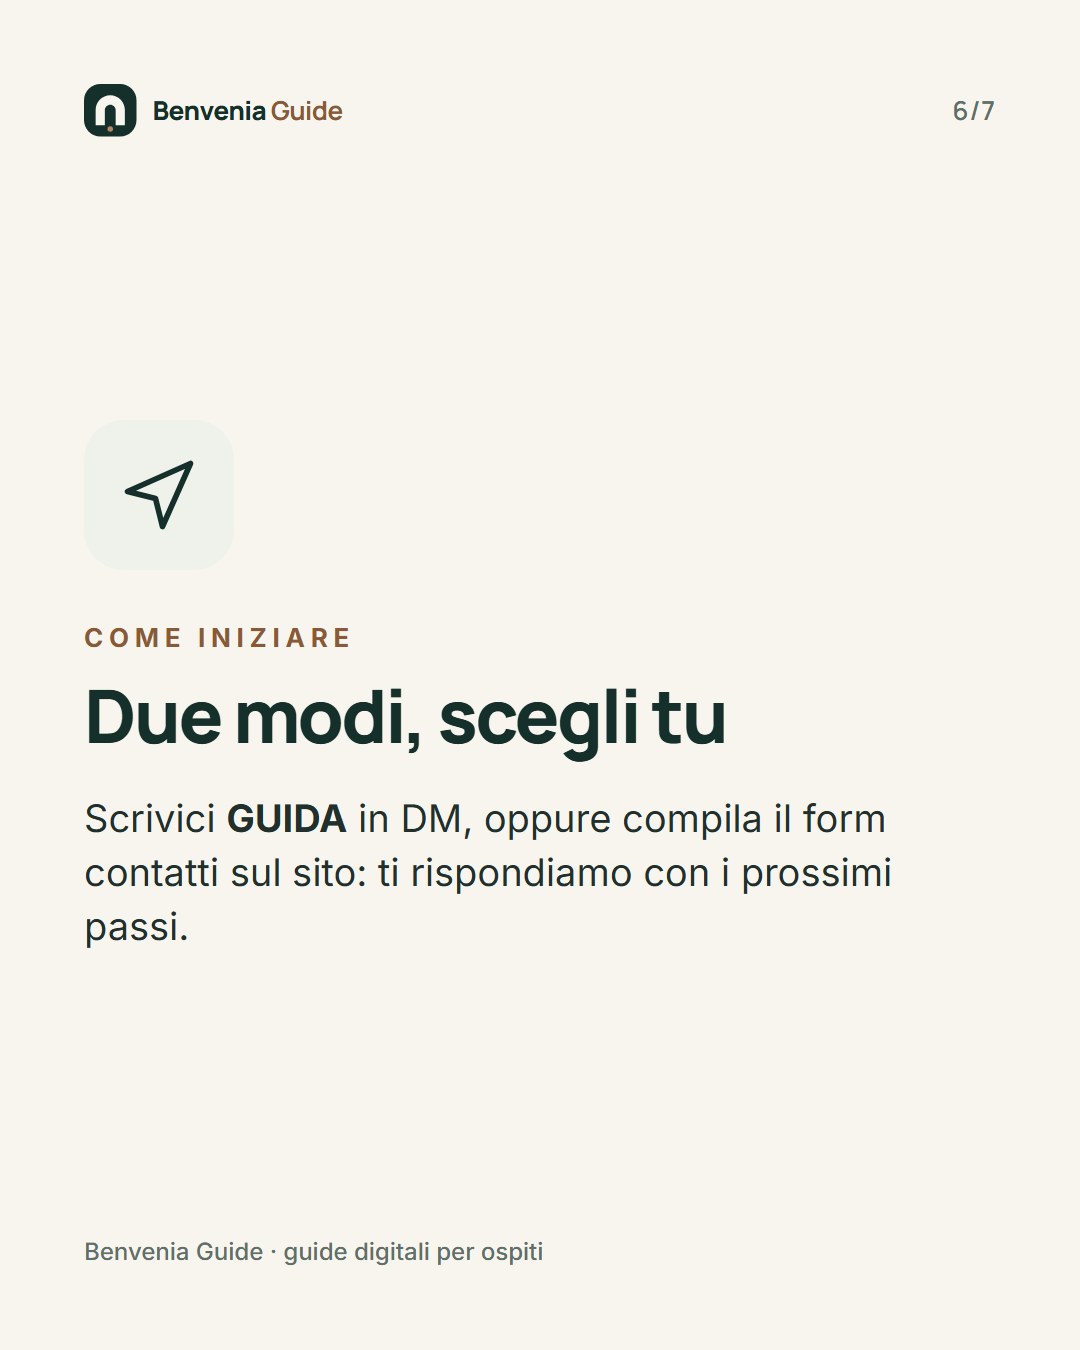 Benvenia Guide
6/7
COME INIZIARE
Due modi, scegli tu
Scrivici GUIDA in DM, oppure compila il form
contatti sul sito: ti rispondiamo con i prossimi
passi.
Benvenia Guide · guide digitali per ospiti